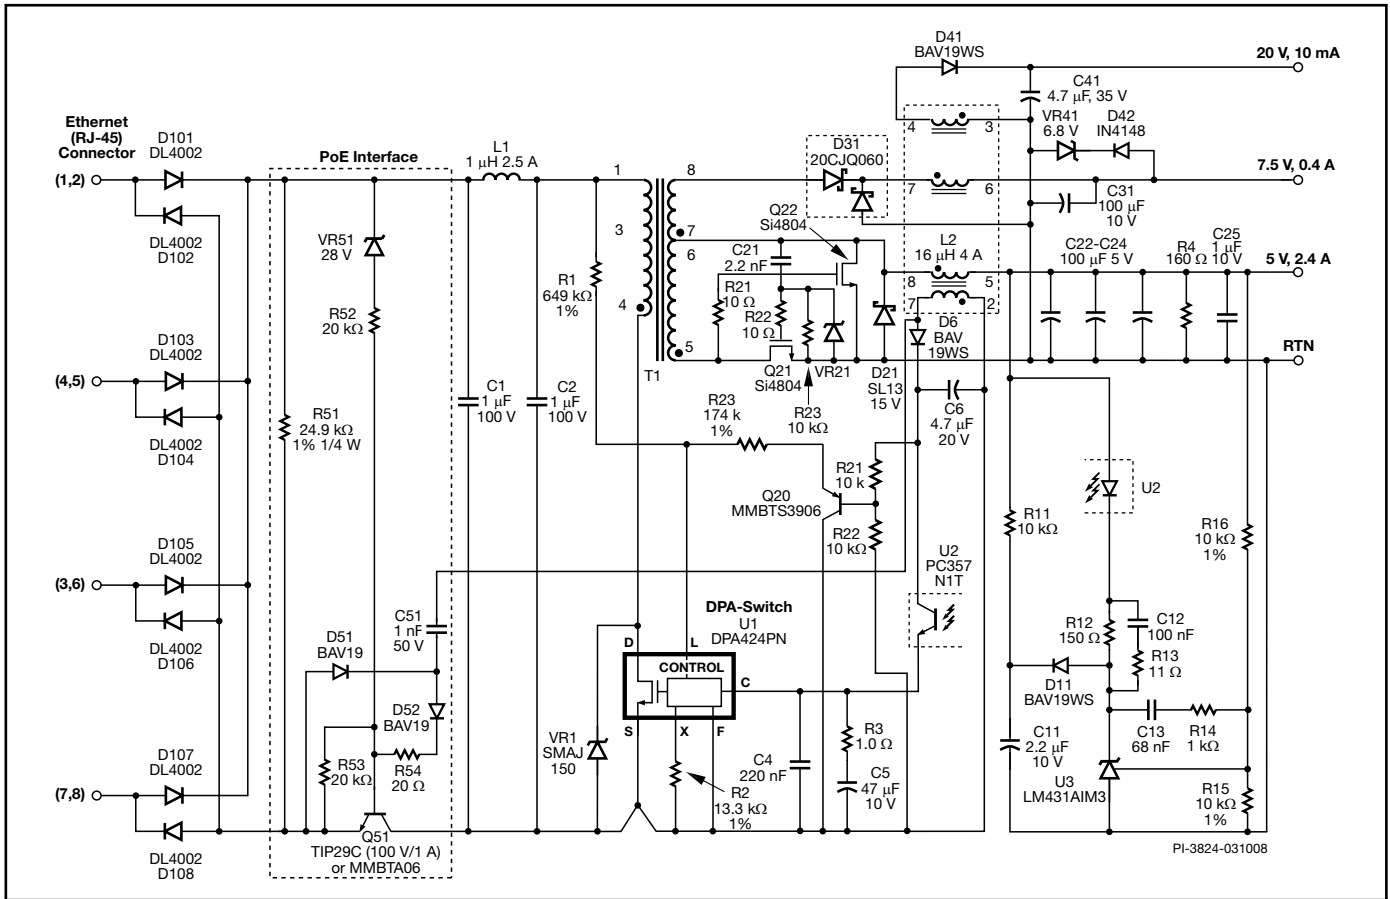 D41
BAV19WS
20 V, 10 mA
C41
4.7 µF, 35 V
VR41
6.8 V
D42
IN4148
4
3
Ethernet
(RJ-45)
Connector
D101
DL4002
PoE Interface
L1
1 µH 2.5 A
D31
20CJQ060
7.5 V, 0.4 A
(1,2)
1
8
7
6
C31
100 µF
10 V
DL4002
D102
VR51
28 V
3
7
6
Q22
Si4804
C21
2.2 nF
L2
16 µH 4 A
C22-C24
100 µF 5 V
R4
160 Ω
C25
1 µF
10 V
5 V, 2.4 A
R1
649 kΩ
1%
4
8
5
7
2
R52
20 kΩ
R21
10 Ω
R22
10 Ω
D6
BAV
19WS
RTN
D103
DL4002
5
T1
Q21
Si4804
VR21
D21
SL13
15 V
(4,5)
R51
24.9 kΩ
1% 1/4 W
C1
1 µF
100 V
C2
1 µF
100 V
R23
174 k
1%
R23
10 kΩ
C6
4.7 µF
20 V
DL4002
D104
R21
10 k
Q20
MMBTS3906
R22
10 kΩ
U2
R11
10 kΩ
R16
10 kΩ
1%
D105
DL4002
U2
PC357
N1T
(3,6)
DPA-Switch
U1
DPA424PN
C51
1 nF
50 V
R12
150 Ω
C12
100 nF
R13
11 Ω
DL4002
D106
D51
BAV19
D
L
CONTROL
C
D11
BAV19WS
D52
BAV19
S
X
F
C13
68 nF
R14
1 kΩ
D107
DL4002
VR1
SMAJ
150
R3
1.0 Ω
C11
2.2 µF
10 V
R53
20 kΩ
R54
20 Ω
C4
220 nF
C5
47 µF
10 V
U3
LM431AIM3
(7,8)
R2
13.3 kΩ
1%
R15
10 kΩ
1%
DL4002
D108
Q51
TIP29C (100 V/1 A)
or MMBTA06
PI-3824-031008